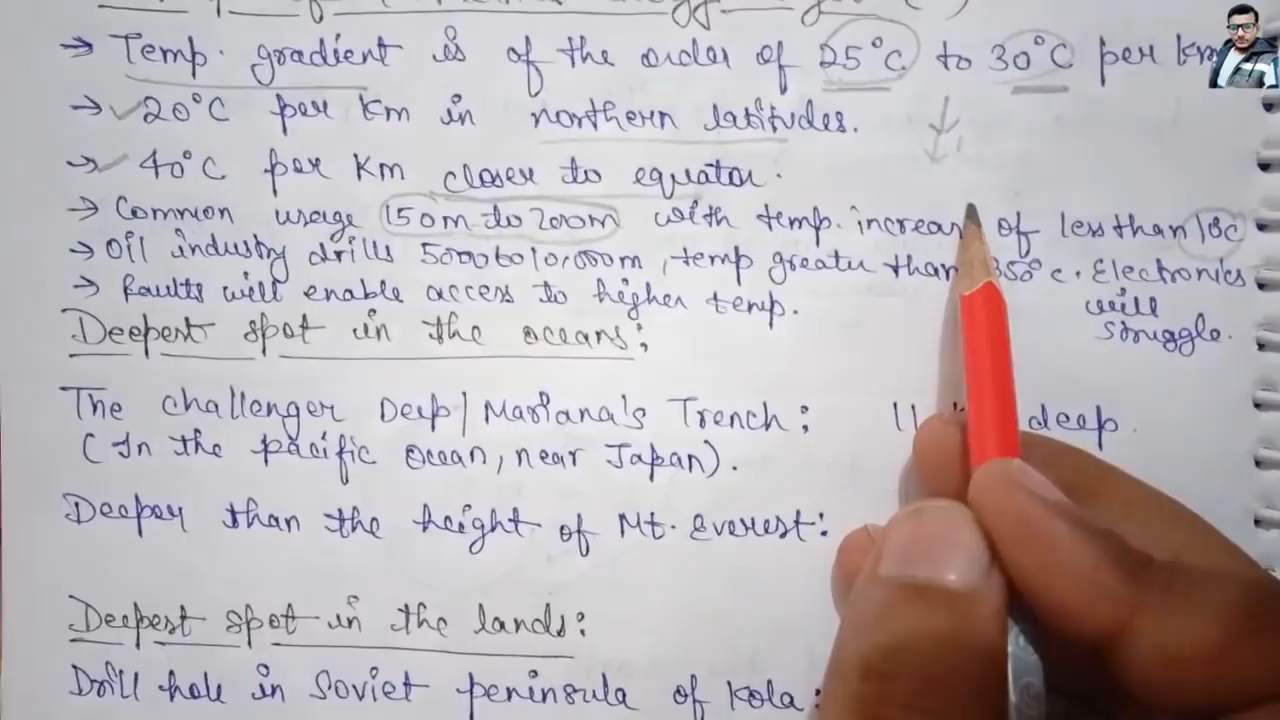 → Temp. gradient is of the order of 25°C to 30°C per km
→ 20°C per km in northern latitudes.
→ 40°C per km closer to equator.
→ Common usage 150m to 200m with temp. increase of less than
→ Oil industry drills 5000 to 10,000m, temp greater than 350°c. Electronics will struggle.
→ Faults will enable access to higher temp.
Deepest spot in the oceans:
The challenger Deep/Mariana's Trench: 11 deep.
(In the pacific ocean, near Japan).
Deeper than the height of Mt. Everest:
Deepest spot in the lands:
Drill hole in Soviet peninsula of Kola: